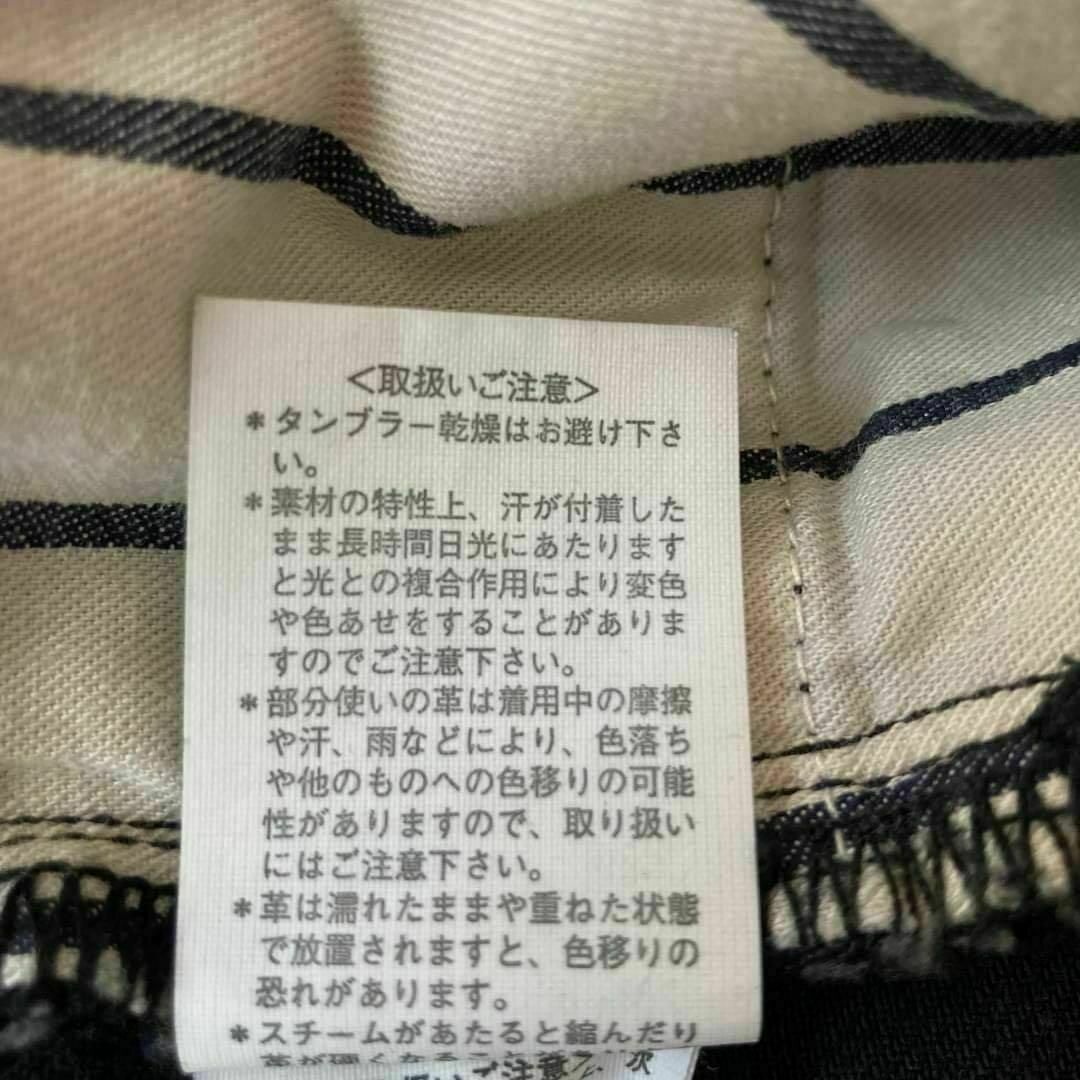 <取扱いご注意>
*タンブラー乾燥はお避け下さ
い。
*素材の特性上、汗が付着した
まま長時間日光にあたります
と光との複合作用により変色
や色あせをすることがありま
すのでご注意下さい。
*部分使いの革は着用中の摩擦
や汗、雨などにより、色落ち
や他のものへの色移りの可能
性がありますので、取り扱い
にはご注意下さい。
*革は濡れたままや重ねた状態
で放置されますと、色移りの
恐れがあります。
*スチームがあたると縮んだり